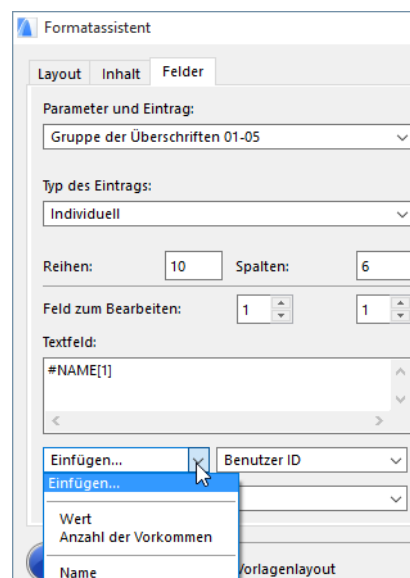 Formatassistent
Layout Inhalt Felder
Parameter und Eintrag:
Gruppe der Überschriften 01-05
Typ des Eintrags:
Individuell
Reihen: 10 Spalten: 6
Feld zum Bearbeiten: 1 1
Textfeld:
#NAME[1]
Einfügen... Benutzer ID
Einfügen...
Wert
Anzahl der Vorkommen
Name
Vorlagenlayout